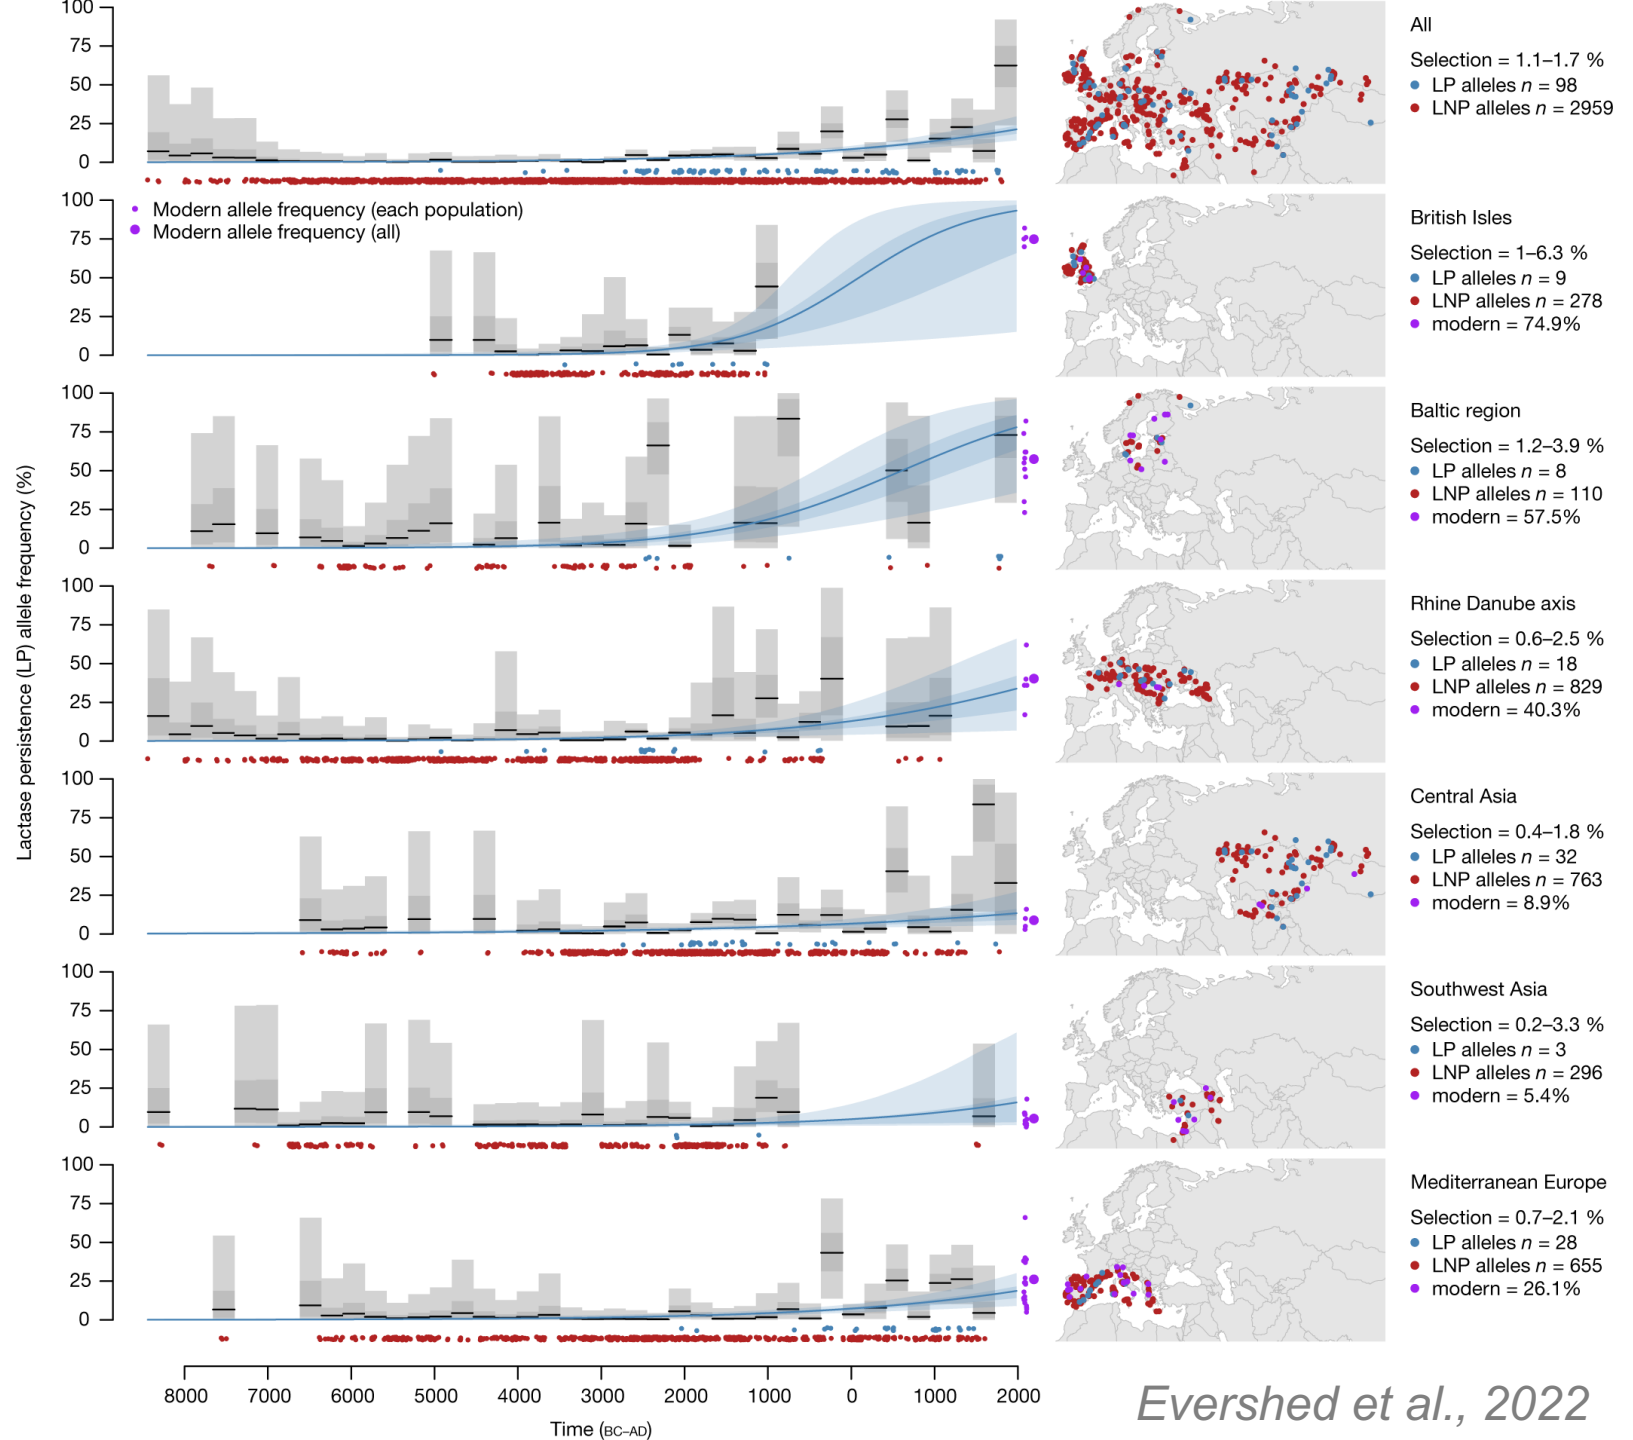 Lactase persistence (LP) allele frequency (%)
100
75
50
25
0
All
Selection = 1.1–1.7 %
LP alleles n = 98
LNP alleles n = 2959
100
75
50
25
0
Modern allele frequency (each population)
Modern allele frequency (all)
British Isles
Selection = 1–6.3 %
LP alleles n = 9
LNP alleles n = 278
modern = 74.9%
100
75
50
25
0
Baltic region
Selection = 1.2–3.9 %
LP alleles n = 8
LNP alleles n = 110
modern = 57.5%
100
75
50
25
0
Rhine Danube axis
Selection = 0.6–2.5 %
LP alleles n = 18
LNP alleles n = 829
modern = 40.3%
100
75
50
25
0
Central Asia
Selection = 0.4–1.8 %
LP alleles n = 32
LNP alleles n = 763
modern = 8.9%
100
75
50
25
0
Southwest Asia
Selection = 0.2–3.3 %
LP alleles n = 3
LNP alleles n = 296
modern = 5.4%
100
75
50
25
0
Mediterranean Europe
Selection = 0.7–2.1 %
LP alleles n = 28
LNP alleles n = 655
modern = 26.1%
8000 7000 6000 5000 4000 3000 2000 1000 0 1000 2000
Time (BC–AD)
Evershed et al., 2022